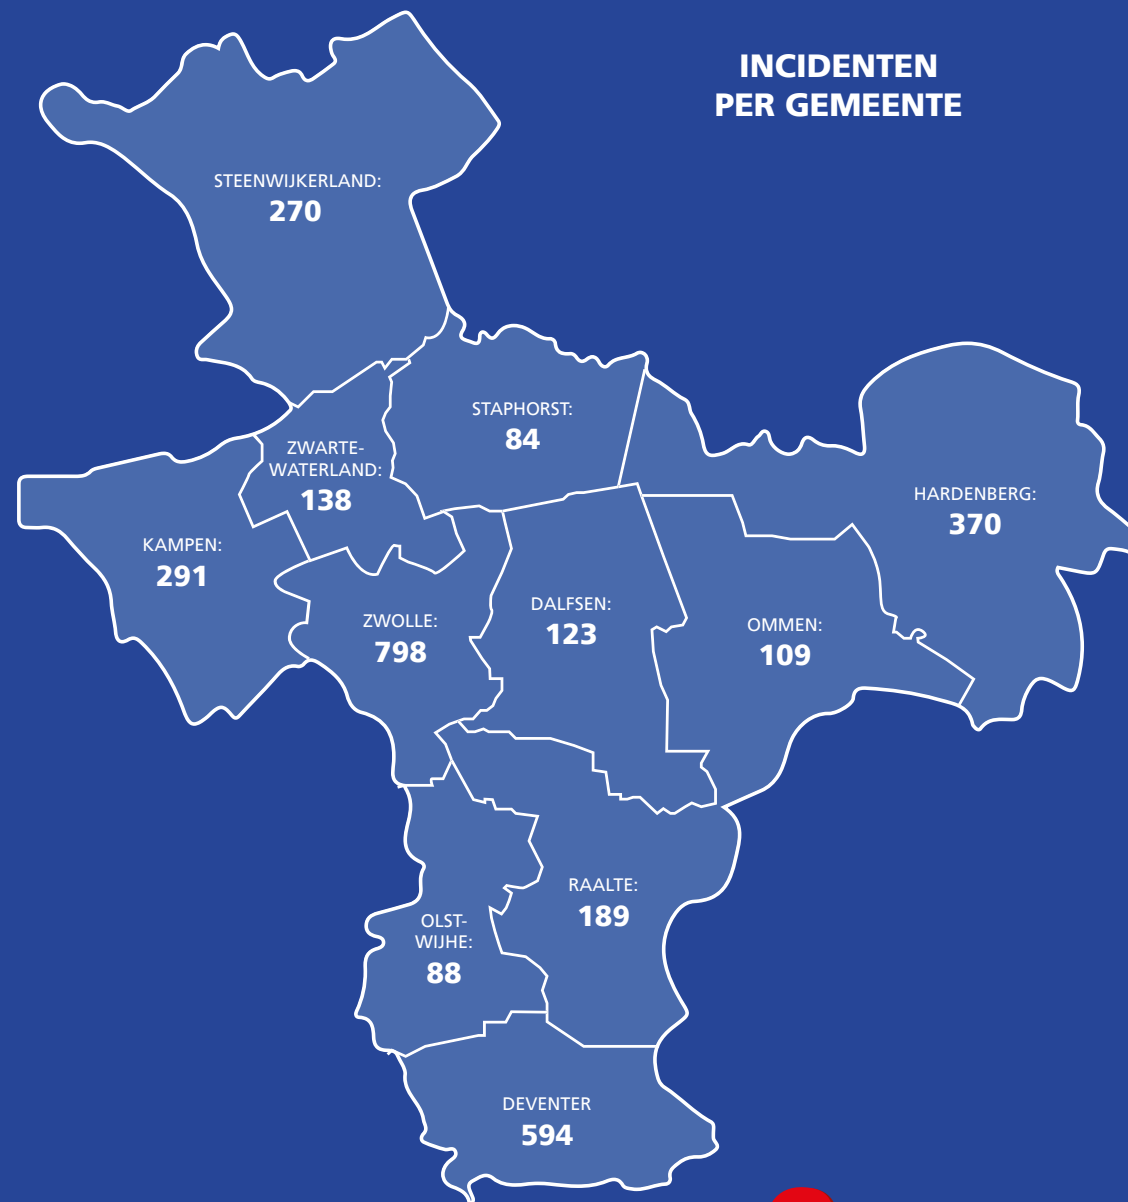 INCIDENTEN
PER GEMEENTE
STEENWIJKERLAND:
270
STAPHORST:
84
ZWARTE-
WATERLAND:
138
HARDENBERG:
370
KAMPEN:
291
ZWOLLE:
798
DALFSEN:
123
OMMEN:
109
RAALTE:
189
OLST-
WIJHE:
88
DEVENTER
594